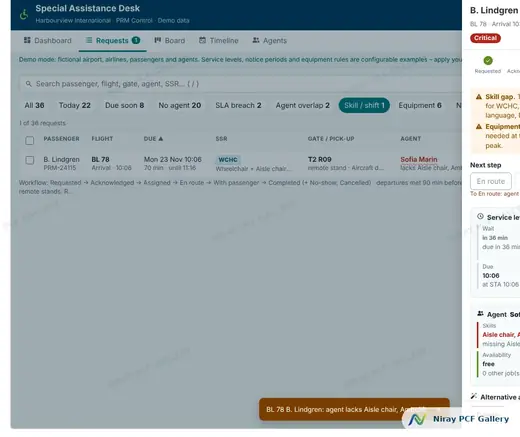 Special Assistance Desk
Harbourview International · PRM Control · Demo data
Dashboard Requests 1 Board Timeline Agents
Demo mode: fictional airport, airlines, passengers and agents. Service levels, notice periods and equipment rules are configurable examples – apply you
Search passenger, flight, gate, agent, SSR... ( / )
All 36 Today 22 Due soon 8 No agent 20 SLA breach 2 Agent overlap 2 Skill / shift 1 Equipment 6 N
1 of 36 requests
PASSENGER FLIGHT DUE ▲ SSR GATE / PICK-UP AGENT
B. Lindgren BL 78 Mon 23 Nov 10:06 WCHC T2 R09 Sofia Marin
PRM-24115 Arrival · 10:06 70 min · until 11:16 Wheelchair + Aisle chair... remote stand · Aircraft d... lacks Aisle chair,
Workflow: Requested → Acknowledged → Assigned → En route → With passenger → Completed (+ No-show, Cancelled) · departures met 90 min before
remote stands. R...
B. Lindgren
BL 78 · Arrival 10
Critical
Requested Ackn
Skill gap.
for WCHC,
language,
Equipment
needed at
peak.
Next step
En route
To En route: agent
Service le
Wait
in 36 min
due in 36 min
Due
10:06
at STA 10:06
Agent Sof
Skills
Aisle chair, A
missing Aisle
Availability
free
0 other job(s
Alternative a
BL 78 B. Lindgren: agent lacks Aisle chair,
Niray PCF Gallery